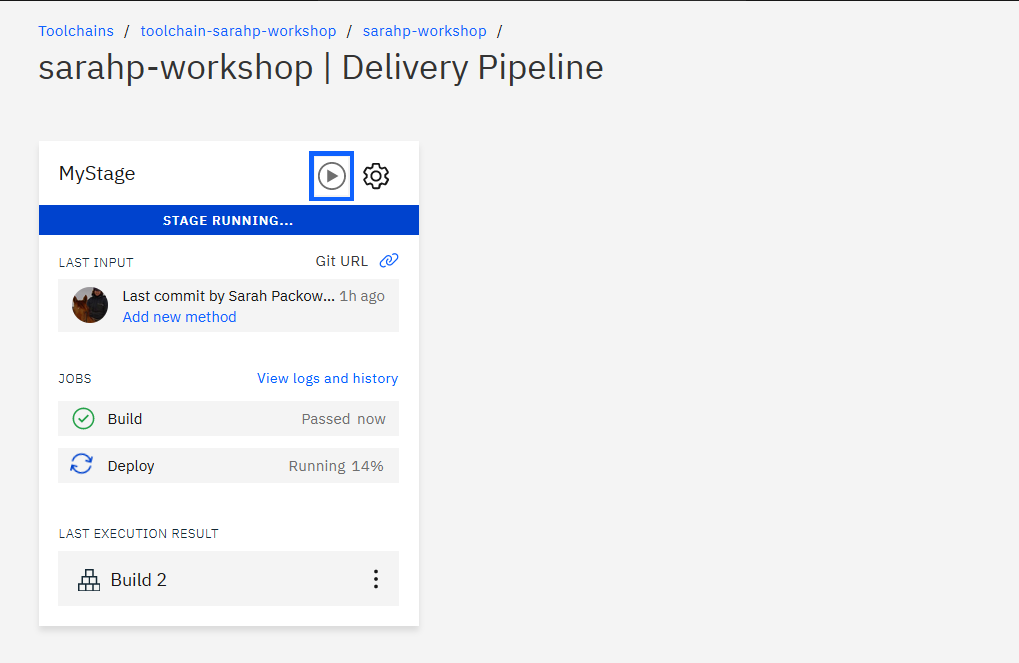 Toolchains / toolchain-sarahp-workshop / sarahp-workshop /
sarahp-workshop | Delivery Pipeline
MyStage
STAGE RUNNING...
LAST INPUT Git URL
Last commit by Sarah Packow... 1h ago
Add new method
JOBS View logs and history
Build Passed now
Deploy Running 14%
LAST EXECUTION RESULT
Build 2